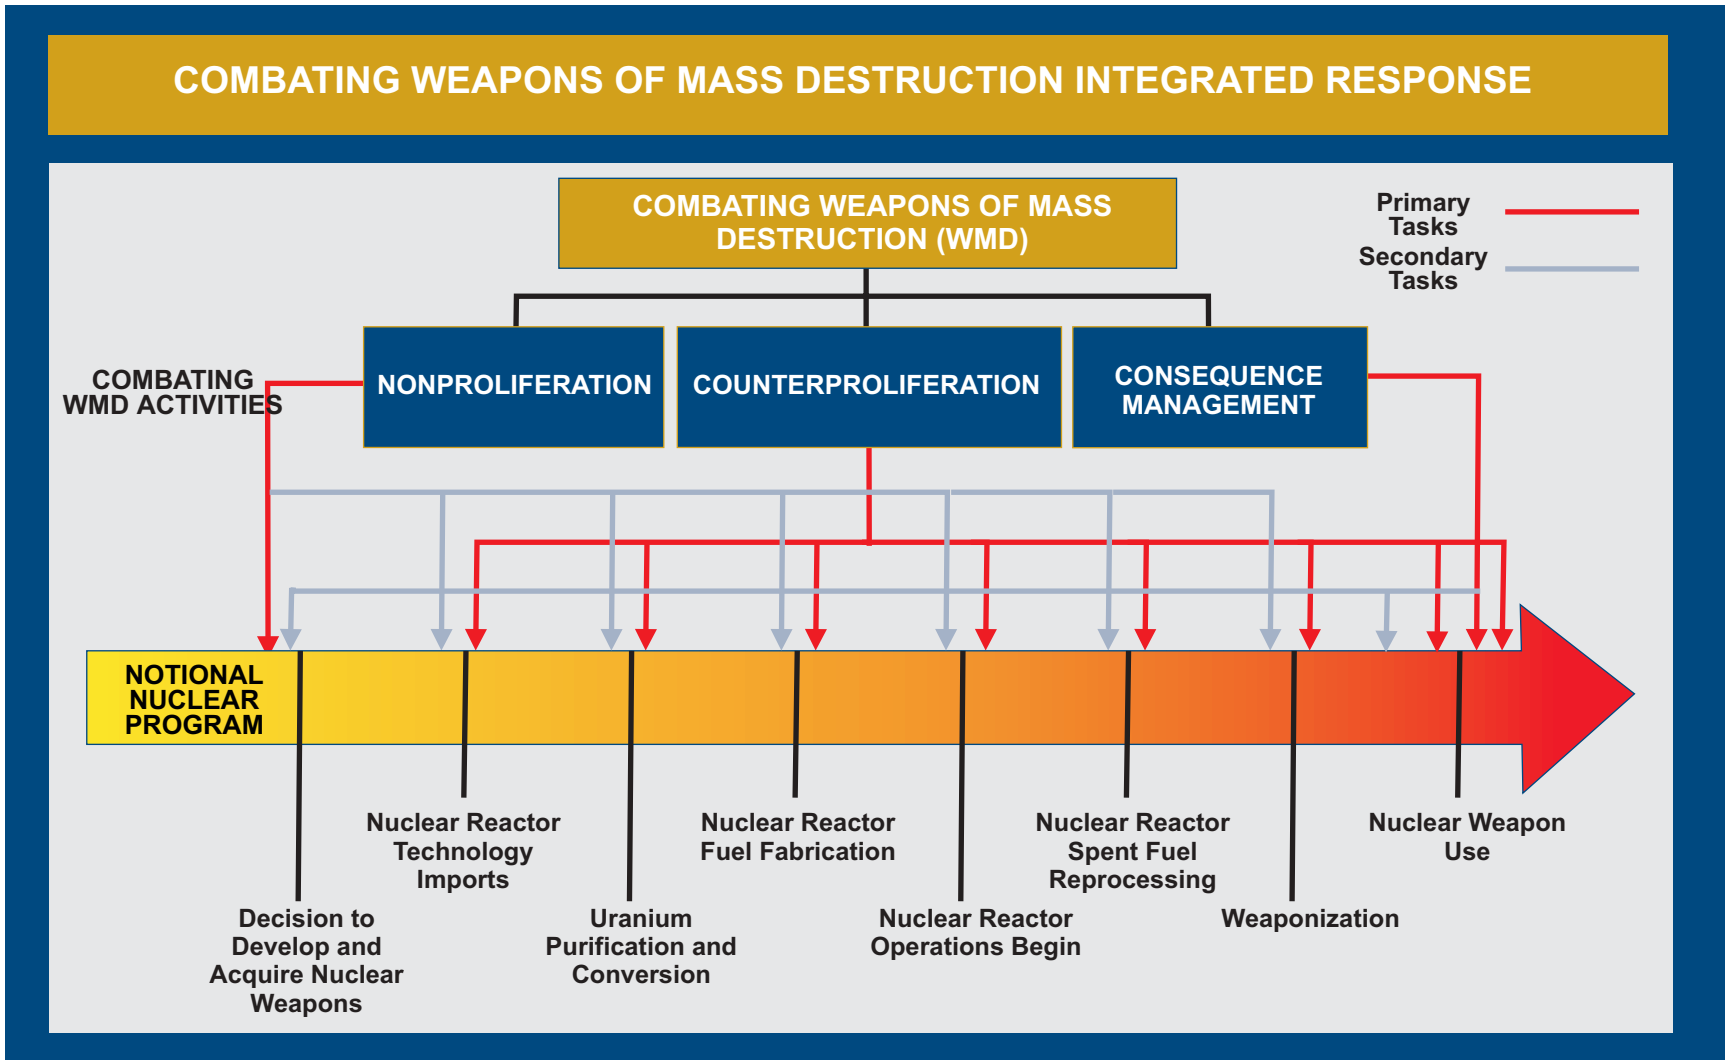 COMBATING WEAPONS OF MASS DESTRUCTION INTEGRATED RESPONSE
COMBATING WEAPONS OF MASS
DESTRUCTION (WMD)
Primary
Tasks
Secondary
Tasks
COMBATING
WMD ACTIVITIES
NONPROLIFERATION
COUNTERPROLIFERATION
CONSEQUENCE
MANAGEMENT
NOTIONAL
NUCLEAR
PROGRAM
Decision to
Develop and
Acquire Nuclear
Weapons
Nuclear Reactor
Technology
Imports
Uranium
Purification and
Conversion
Nuclear Reactor
Fuel Fabrication
Nuclear Reactor
Operations Begin
Nuclear Reactor
Spent Fuel
Reprocessing
Weaponization
Nuclear Weapon
Use